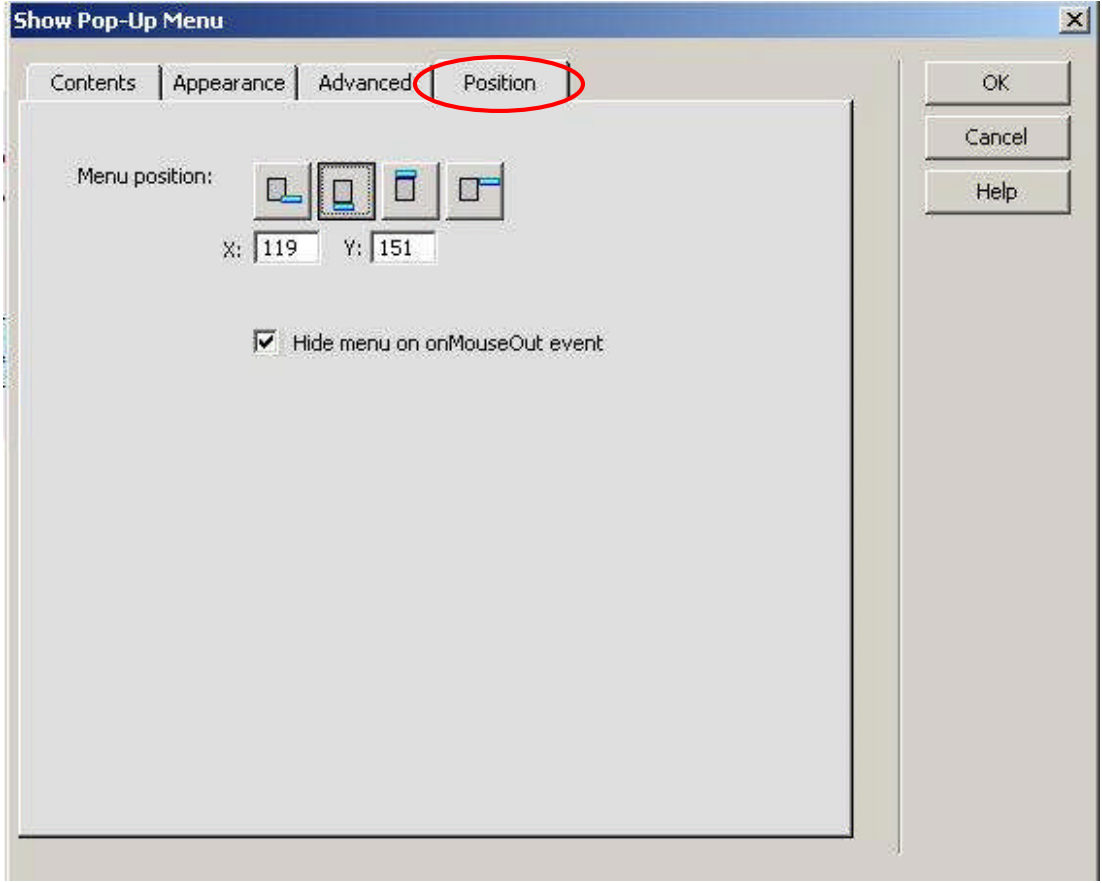 Show Pop-Up Menu
Contents Appearance Advanced Position
OK
Cancel
Help
Menu position:
X: 119 Y: 151
Hide menu on onMouseOut event